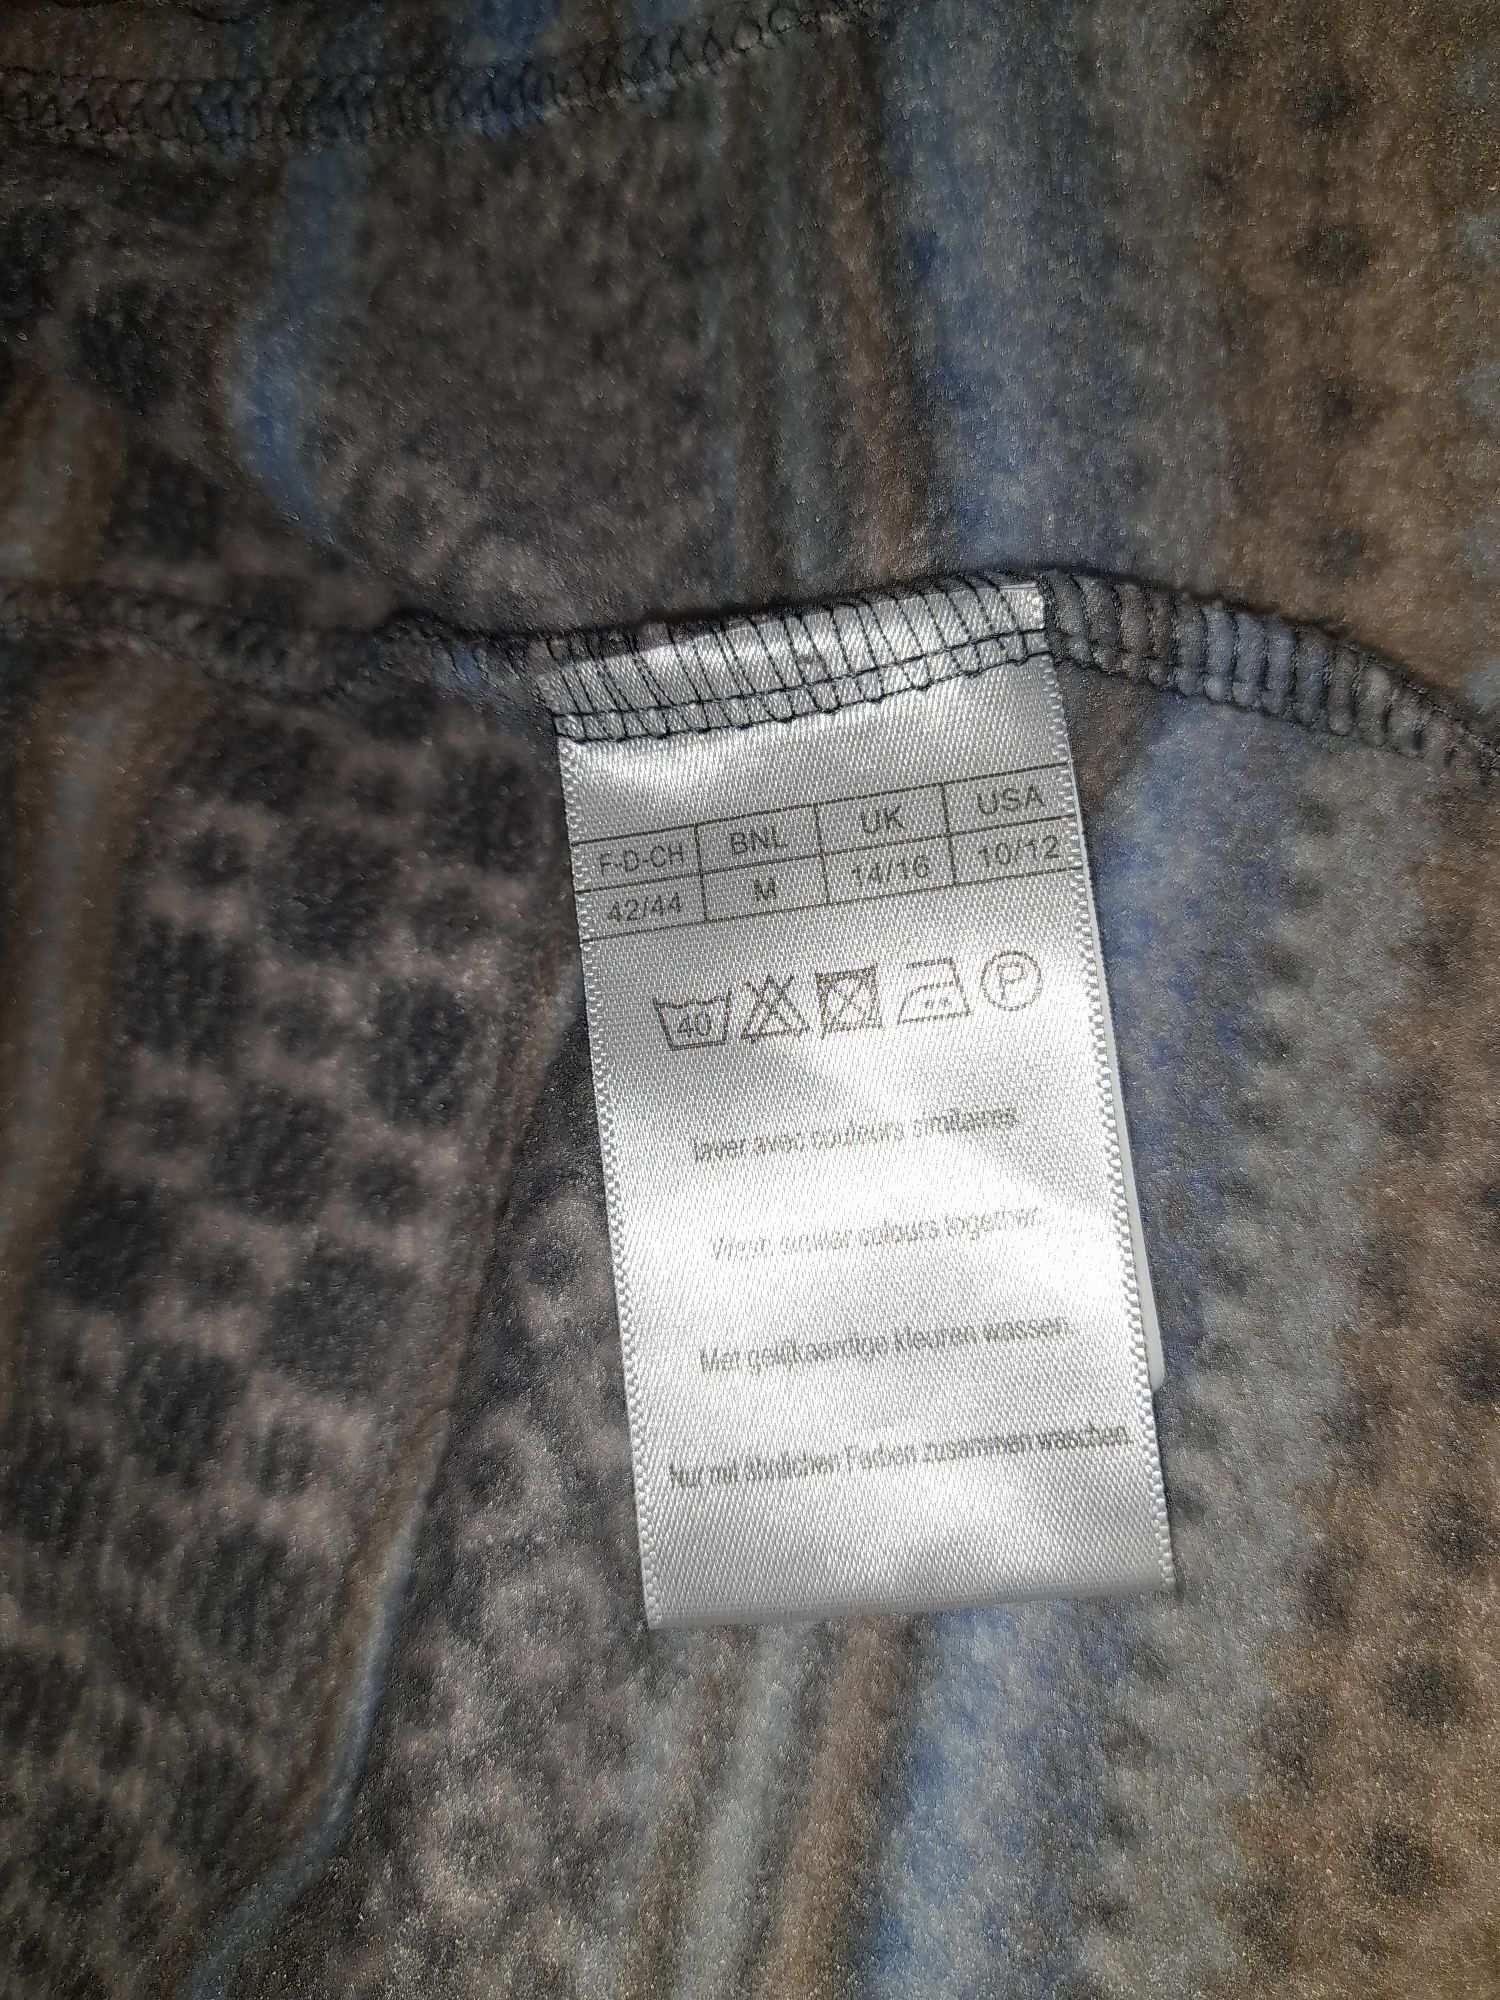 F-D-CH BNL UK USA
42/44 M 14/16 10/12
40 P
laver avec couleurs similaires
Wash similar colours together.
Met gelijkaardige kleuren wassen.
Nur mit ähnlichen Farben zusammen waschen.